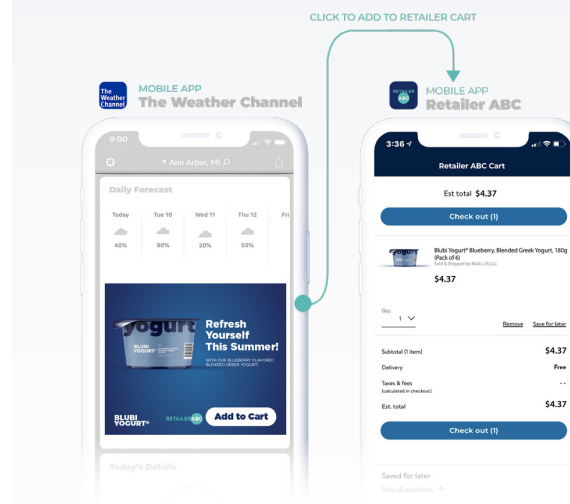 CLICK TO ADD TO RETAILER CART
The
Weather
Channel
MOBILE APP
The Weather Channel
RETAILER
ABC
MOBILE APP
Retailer ABC
9:00
Ann Arbor, MI
Daily Forecast
Today Tue 10 Wed 11 Thu 12 Fri
40% 00% 20% 50%
yogurt
BLUBI
YOGURT
Refresh
Yourself
This Summer!
WITH OUR BLUEBERRY FLAVORED
BLENDED GREEK YOGURT!
BLUBI
YOGURT®
RETAILER ABC
Add to Cart
Today's Details
3:36
Retailer ABC Cart
Est total $4.37
Check out (1)
yogurt
Blubi Yogurt® Blueberry, Blended Greek Yogurt, 180g
(Pack of 6)
Sold & Shipped by Blubi, US LLC
$4.37
Qty:
1
Remove Save for later
Subtotal (1 item) $4.37
Delivery Free
Taxes & fees - -
(calculated in checkout)
Est. total $4.37
Check out (1)
Saved for later